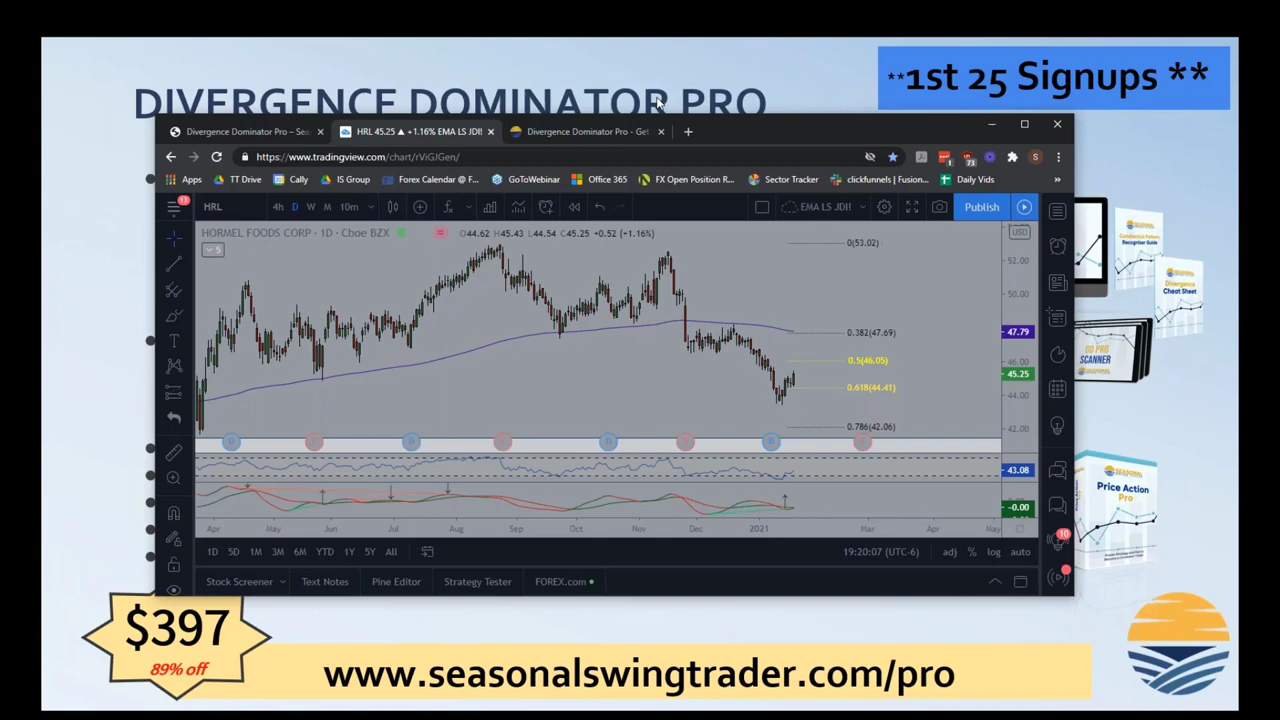 **1st 25 Signups **
DIVERGENCE DOMINATOR PRO
Divergence Dominator Pro – Sea
HRL 45.25 ▲ +1.16% EMA LS JDI!
Divergence Dominator Pro - Get
https://www.tradingview.com/chart/rViGJGen/
S
1
73
Apps
TT Drive
Cally
IS Group
Forex Calendar @ F...
GoToWebinar
Office 365
FX Open Position R...
Sector Tracker
clickfunnels | Fusion...
Daily Vids
»
13
HRL
4h D W M 10m
EMA LS JDI!
Publish
HORMEL FOODS CORP · 1D · Cboe BZX
O44.62 H45.43 L44.54 C45.25 +0.52 (+1.16%)
USD
5
0(53.02)
52.00
50.00
0.382(47.69)
47.79
0.5(46.05)
46.00
45.25
0.618(44.41)
44.00
0.786(42.06)
42.00
43.08
-0.00
Apr May Jun Jul Aug Sep Oct Nov Dec 2021 Mar Apr May
1D 5D 1M 3M 6M YTD 1Y 5Y All
19:20:07 (UTC-6)
adj % log auto
10
Stock Screener
Text Notes
Pine Editor
Strategy Tester
FOREX.com
Divergence
Cheat Sheet
DD PRO
SCANNER
Price Action
Pro
$397
89% off
www.seasonalswingtrader.com/pro